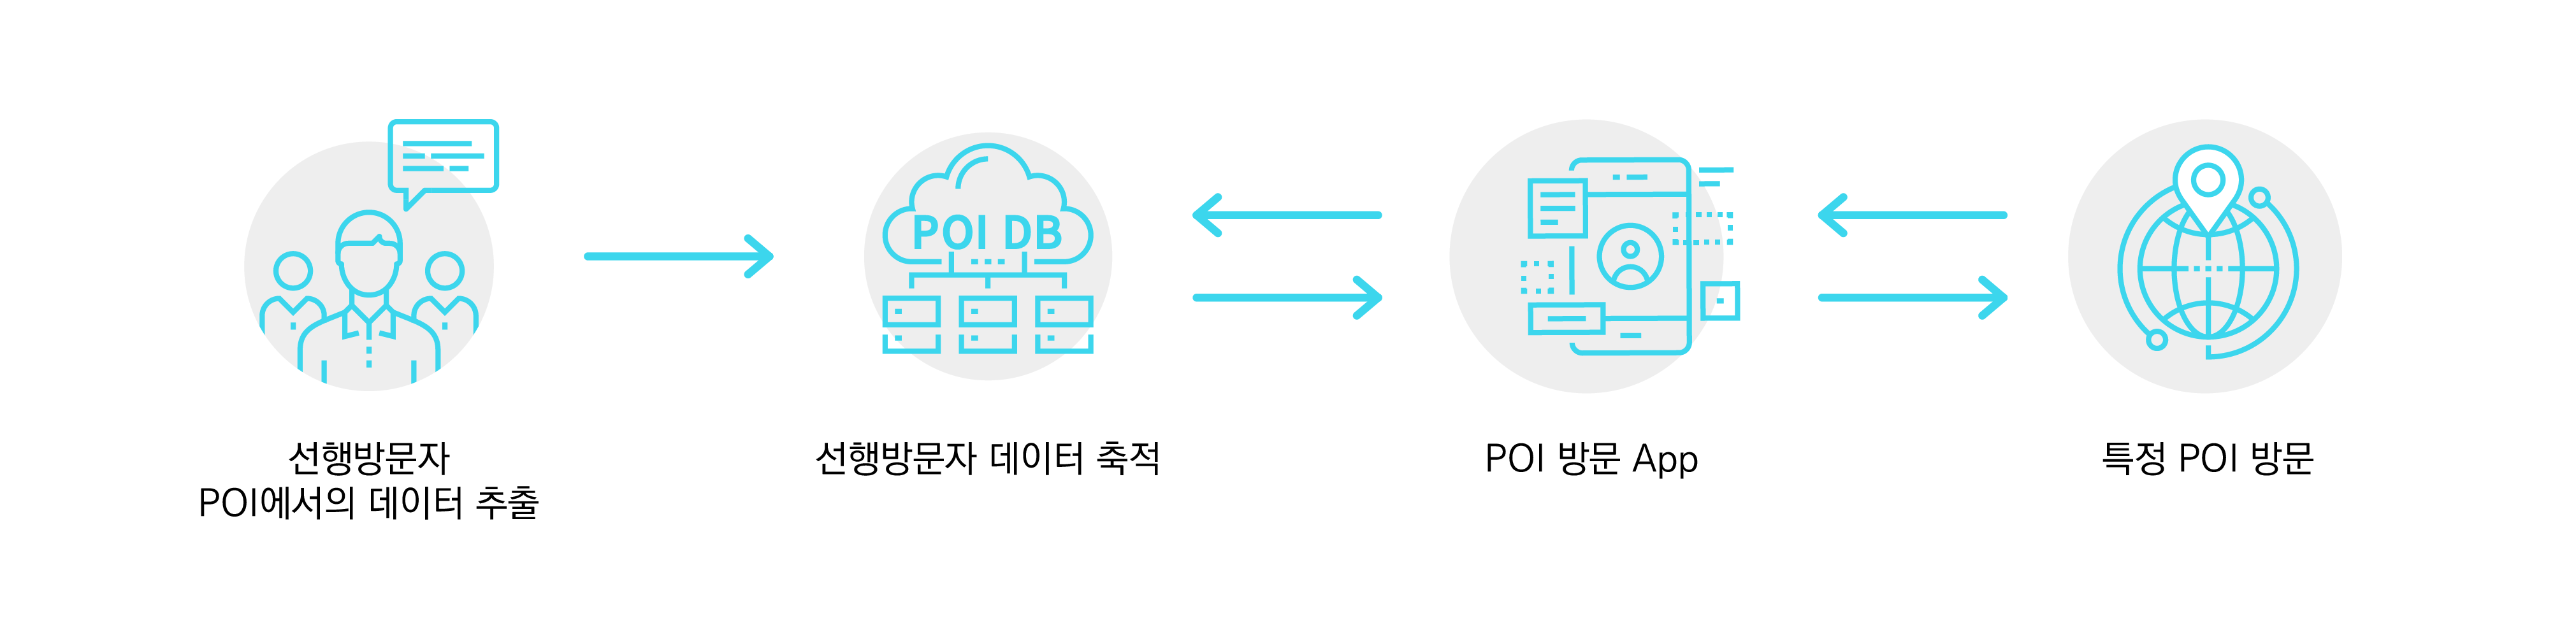 POI DB
선행방문자
POI에서의 데이터 추출
선행방문자 데이터 축적
POI 방문 App
특정 POI 방문